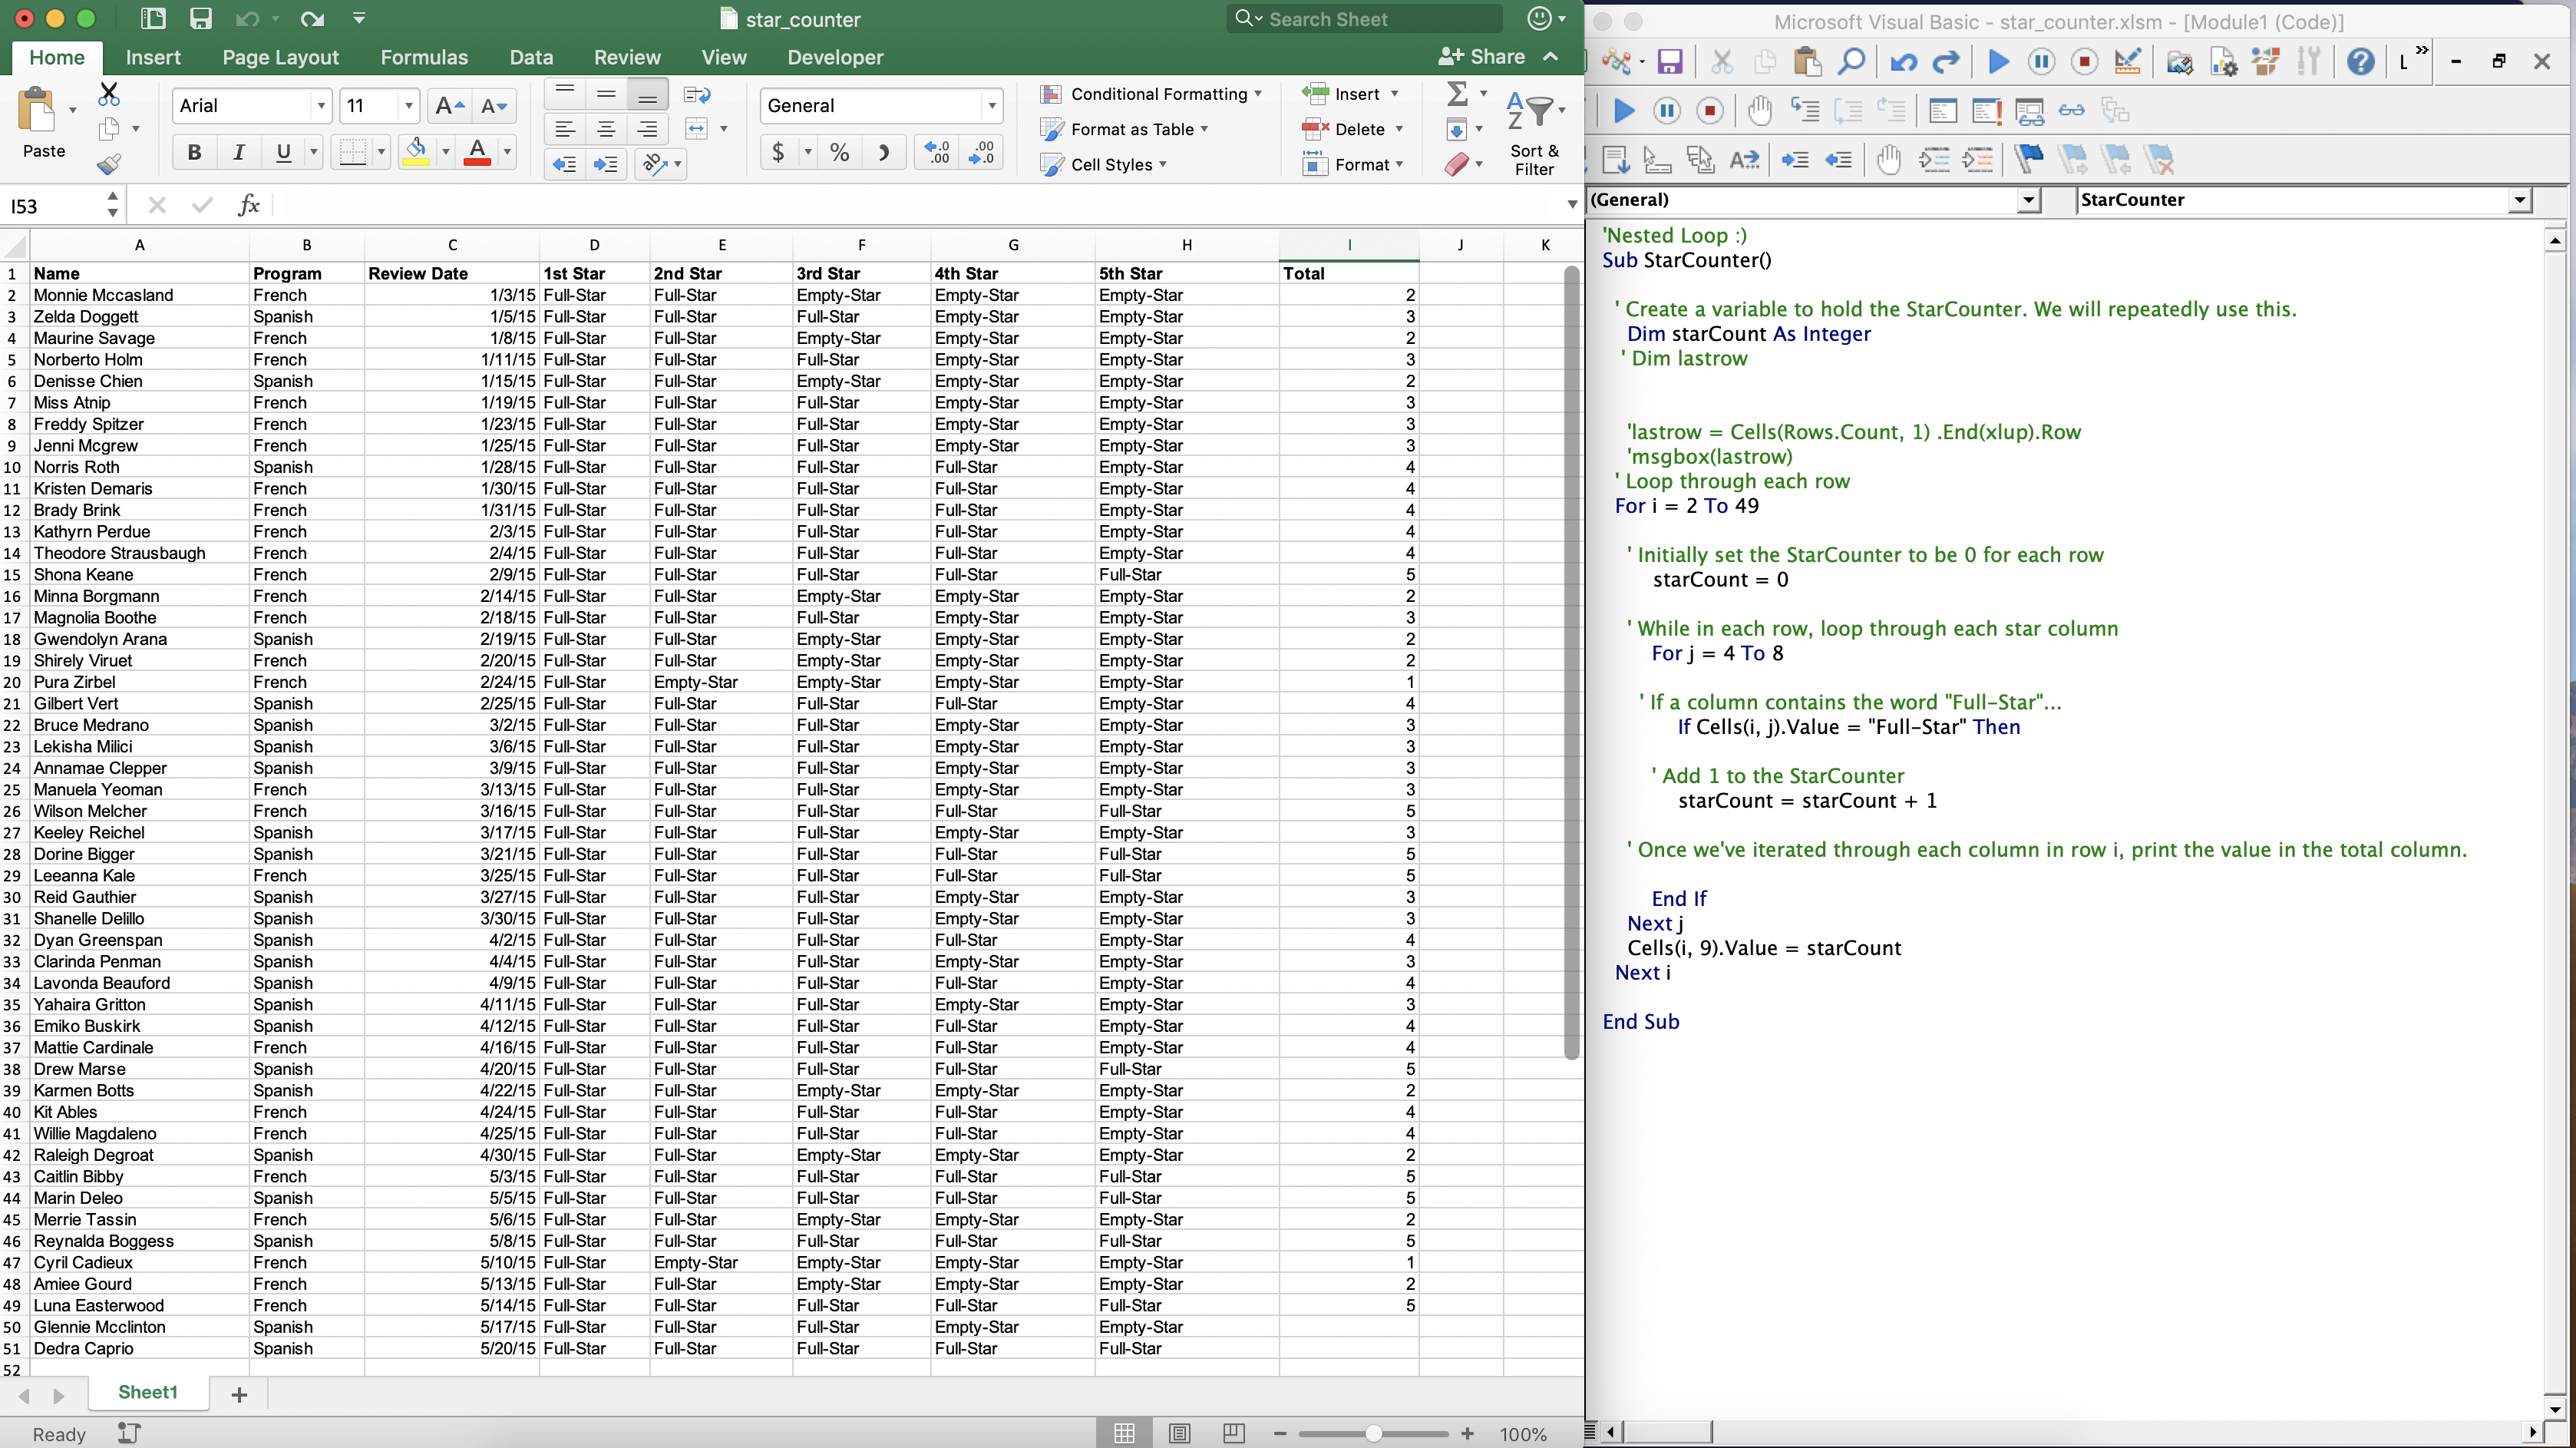 star_counter
Search Sheet
Home Insert Page Layout Formulas Data Review View Developer Share
Paste
Arial 11 A A
B I U A
General
$ % .0 .00 .00 .0
Conditional Formatting
Format as Table
Cell Styles
Insert
Delete
Format
Sort & Filter
I53 fx
A B C D E F G H I J K
1 Name Program Review Date 1st Star 2nd Star 3rd Star 4th Star 5th Star Total
2 Monnie Mccasland French 1/3/15 Full-Star Full-Star Empty-Star Empty-Star Empty-Star 2
3 Zelda Doggett Spanish 1/5/15 Full-Star Full-Star Full-Star Empty-Star Empty-Star 3
4 Maurine Savage French 1/8/15 Full-Star Full-Star Empty-Star Empty-Star Empty-Star 2
5 Norberto Holm French 1/11/15 Full-Star Full-Star Full-Star Empty-Star Empty-Star 3
6 Denisse Chien Spanish 1/15/15 Full-Star Full-Star Empty-Star Empty-Star Empty-Star 2
7 Miss Atnip French 1/19/15 Full-Star Full-Star Full-Star Empty-Star Empty-Star 3
8 Freddy Spitzer French 1/23/15 Full-Star Full-Star Full-Star Empty-Star Empty-Star 3
9 Jenni Mcgrew French 1/25/15 Full-Star Full-Star Full-Star Empty-Star Empty-Star 3
10 Norris Roth Spanish 1/28/15 Full-Star Full-Star Full-Star Full-Star Empty-Star 4
11 Kristen Demaris French 1/30/15 Full-Star Full-Star Full-Star Full-Star Empty-Star 4
12 Brady Brink French 1/31/15 Full-Star Full-Star Full-Star Full-Star Empty-Star 4
13 Kathyrn Perdue French 2/3/15 Full-Star Full-Star Full-Star Full-Star Empty-Star 4
14 Theodore Strausbaugh French 2/4/15 Full-Star Full-Star Full-Star Full-Star Empty-Star 4
15 Shona Keane French 2/9/15 Full-Star Full-Star Full-Star Full-Star Full-Star 5
16 Minna Borgmann French 2/14/15 Full-Star Full-Star Empty-Star Empty-Star Empty-Star 2
17 Magnolia Boothe French 2/18/15 Full-Star Full-Star Full-Star Empty-Star Empty-Star 3
18 Gwendolyn Arana Spanish 2/19/15 Full-Star Full-Star Empty-Star Empty-Star Empty-Star 2
19 Shirely Viruet French 2/20/15 Full-Star Full-Star Empty-Star Empty-Star Empty-Star 2
20 Pura Zirbel French 2/24/15 Full-Star Empty-Star Empty-Star Empty-Star Empty-Star 1
21 Gilbert Vert Spanish 2/25/15 Full-Star Full-Star Full-Star Full-Star Empty-Star 4
22 Bruce Medrano Spanish 3/2/15 Full-Star Full-Star Full-Star Empty-Star Empty-Star 3
23 Lekisha Milici Spanish 3/6/15 Full-Star Full-Star Full-Star Empty-Star Empty-Star 3
24 Annamae Clepper Spanish 3/9/15 Full-Star Full-Star Full-Star Empty-Star Empty-Star 3
25 Manuela Yeoman French 3/13/15 Full-Star Full-Star Full-Star Empty-Star Empty-Star 3
26 Wilson Melcher French 3/16/15 Full-Star Full-Star Full-Star Full-Star Full-Star 5
27 Keeley Reichel Spanish 3/17/15 Full-Star Full-Star Full-Star Empty-Star Empty-Star 3
28 Dorine Bigger Spanish 3/21/15 Full-Star Full-Star Full-Star Full-Star Full-Star 5
29 Leeanna Kale French 3/25/15 Full-Star Full-Star Full-Star Full-Star Full-Star 5
30 Reid Gauthier Spanish 3/27/15 Full-Star Full-Star Full-Star Empty-Star Empty-Star 3
31 Shanelle Delillo Spanish 3/30/15 Full-Star Full-Star Full-Star Empty-Star Empty-Star 3
32 Dyan Greenspan Spanish 4/2/15 Full-Star Full-Star Full-Star Full-Star Empty-Star 4
33 Clarinda Penman Spanish 4/4/15 Full-Star Full-Star Full-Star Empty-Star Empty-Star 3
34 Lavonda Beauford Spanish 4/9/15 Full-Star Full-Star Full-Star Full-Star Empty-Star 4
35 Yahaira Gritton Spanish 4/11/15 Full-Star Full-Star Full-Star Empty-Star Empty-Star 3
36 Emiko Buskirk Spanish 4/12/15 Full-Star Full-Star Full-Star Full-Star Empty-Star 4
37 Mattie Cardinale French 4/16/15 Full-Star Full-Star Full-Star Full-Star Empty-Star 4
38 Drew Marse Spanish 4/20/15 Full-Star Full-Star Full-Star Full-Star Full-Star 5
39 Karmen Botts Spanish 4/22/15 Full-Star Full-Star Empty-Star Empty-Star Empty-Star 2
40 Kit Ables French 4/24/15 Full-Star Full-Star Full-Star Full-Star Empty-Star 4
41 Willie Magdaleno French 4/25/15 Full-Star Full-Star Full-Star Full-Star Empty-Star 4
42 Raleigh Degroat Spanish 4/30/15 Full-Star Full-Star Empty-Star Empty-Star Empty-Star 2
43 Caitlin Bibby French 5/3/15 Full-Star Full-Star Full-Star Full-Star Full-Star 5
44 Marin Deleo Spanish 5/5/15 Full-Star Full-Star Full-Star Full-Star Full-Star 5
45 Merrie Tassin French 5/6/15 Full-Star Full-Star Empty-Star Empty-Star Empty-Star 2
46 Reynalda Boggess Spanish 5/8/15 Full-Star Full-Star Full-Star Full-Star Full-Star 5
47 Cyril Cadieux French 5/10/15 Full-Star Empty-Star Empty-Star Empty-Star Empty-Star 1
48 Amiee Gourd French 5/13/15 Full-Star Full-Star Empty-Star Empty-Star Empty-Star 2
49 Luna Easterwood French 5/14/15 Full-Star Full-Star Full-Star Full-Star Full-Star 5
50 Glennie Mcclinton Spanish 5/17/15 Full-Star Full-Star Full-Star Empty-Star Empty-Star
51 Dedra Caprio Spanish 5/20/15 Full-Star Full-Star Full-Star Full-Star Full-Star
52
Sheet1 +
Ready 100%
Microsoft Visual Basic - star_counter.xlsm - [Module1 (Code)]
L
(General) StarCounter
'Nested Loop :)
Sub StarCounter()
' Create a variable to hold the StarCounter. We will repeatedly use this.
Dim starCount As Integer
' Dim lastrow
'lastrow = Cells(Rows.Count, 1) .End(xlup).Row
'msgbox(lastrow)
' Loop through each row
For i = 2 To 49
' Initially set the StarCounter to be 0 for each row
starCount = 0
' While in each row, loop through each star column
For j = 4 To 8
' If a column contains the word "Full-Star"...
If Cells(i, j).Value = "Full-Star" Then
' Add 1 to the StarCounter
starCount = starCount + 1
' Once we've iterated through each column in row i, print the value in the total column.
End If
Next j
Cells(i, 9).Value = starCount
Next i
End Sub